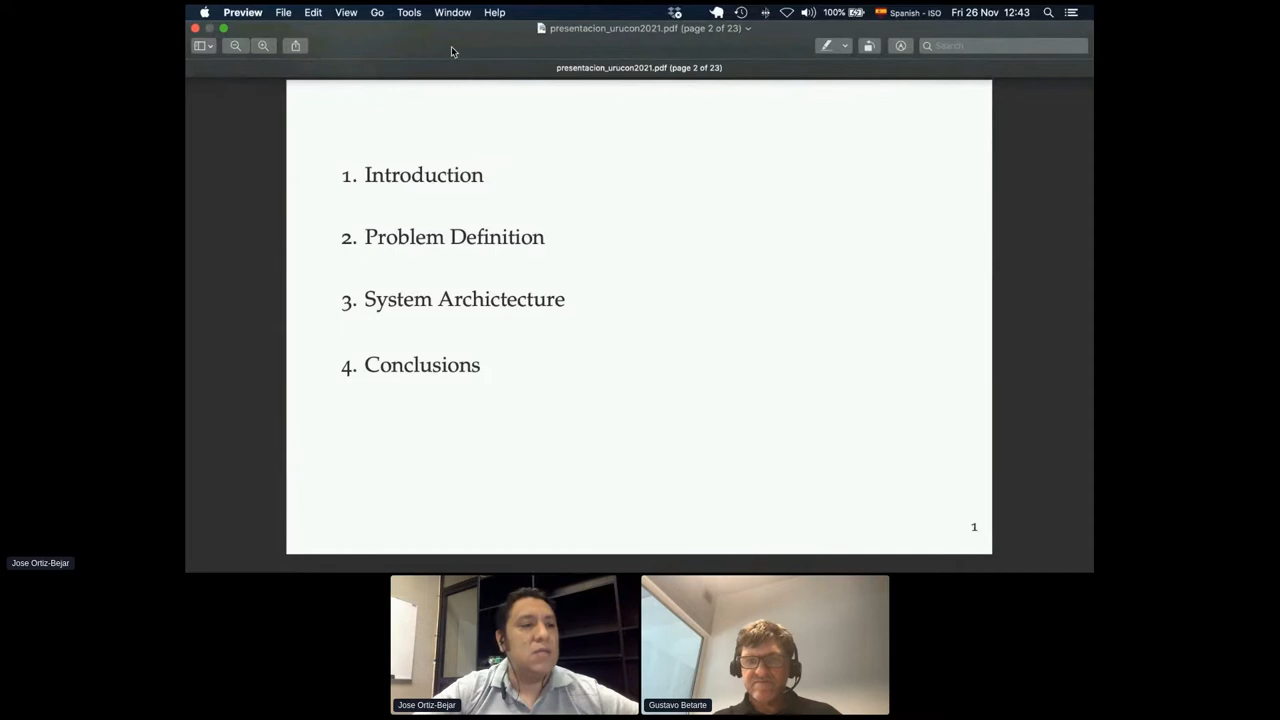 Preview File Edit View Go Tools Window Help 100% Spanish - ISO Fri 26 Nov 12:43
presentacion_urucon2021.pdf (page 2 of 23)
Search
presentacion_urucon2021.pdf (page 2 of 23)
1. Introduction
2. Problem Definition
3. System Archictecture
4. Conclusions
1
Jose Ortiz-Bejar
Jose Ortiz-Bejar
Gustavo Betarte